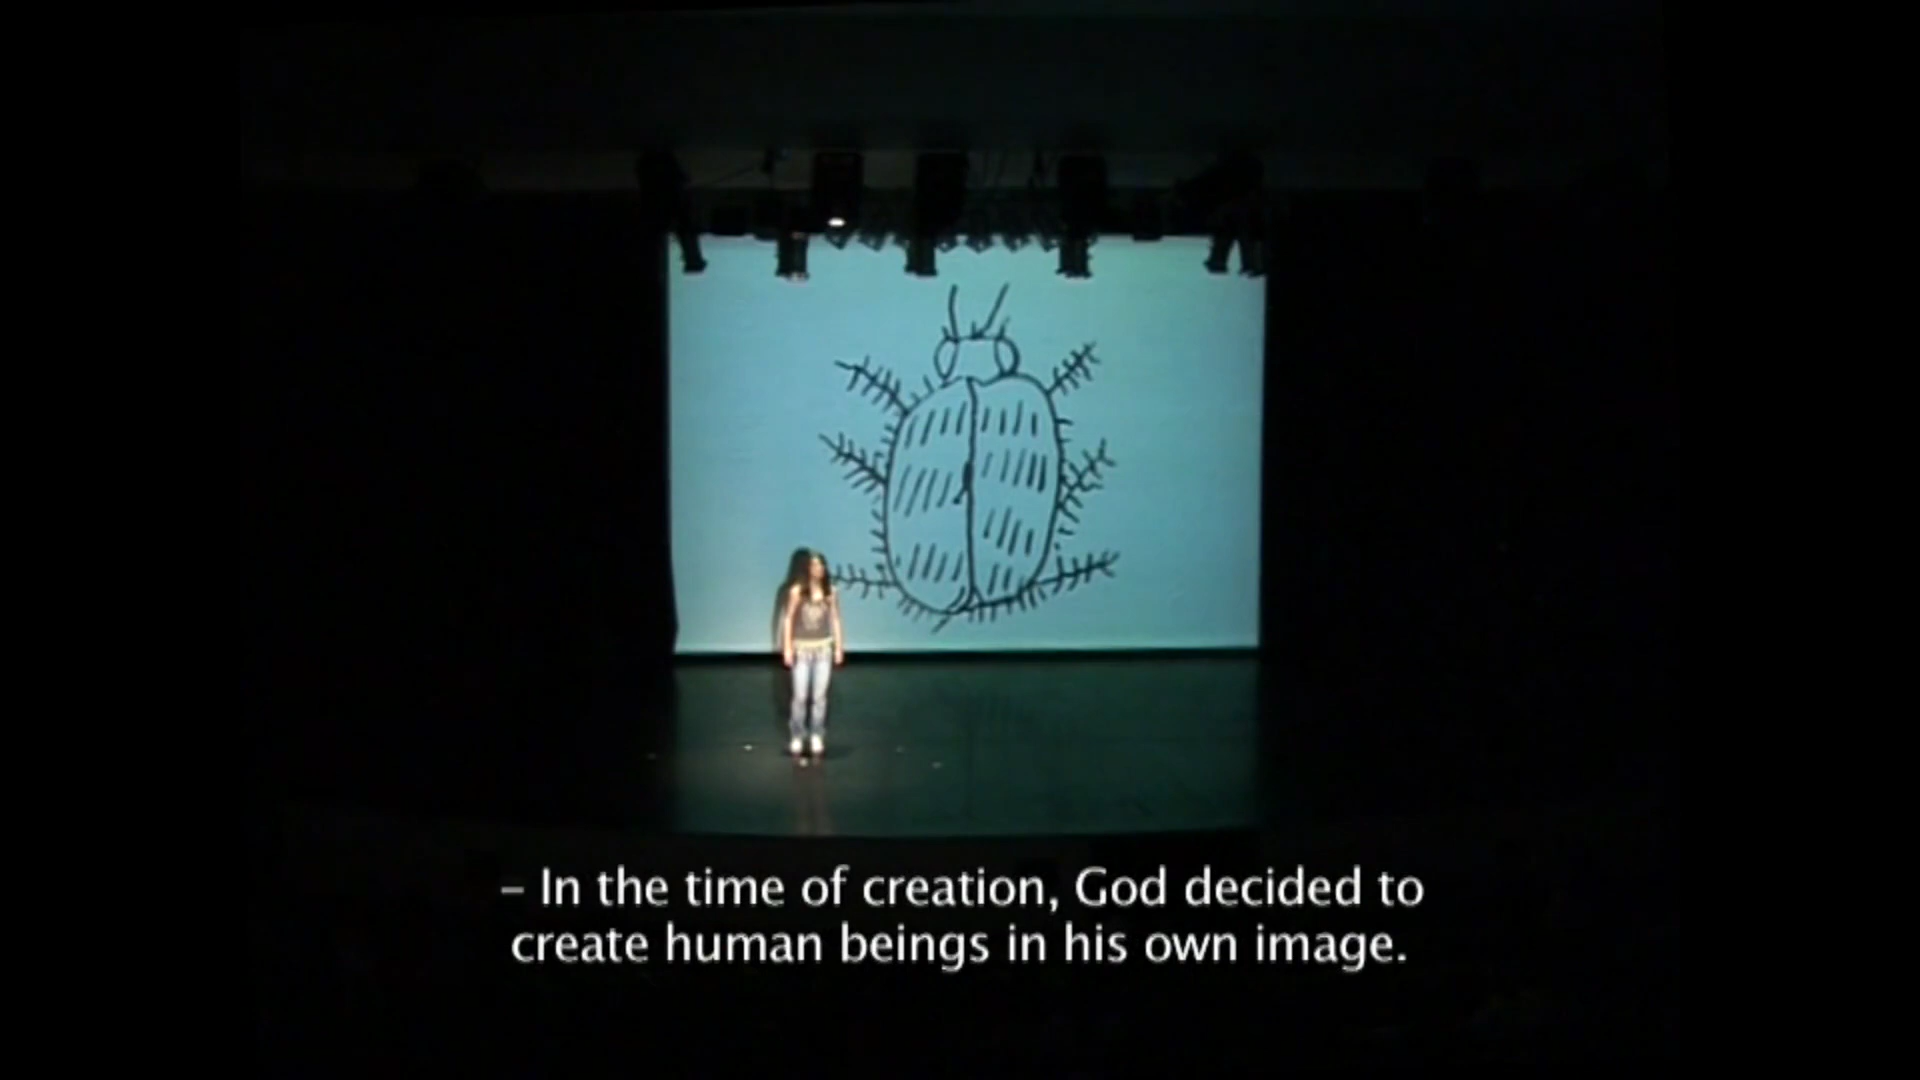 – In the time of creation, God decided to
create human beings in his own image.